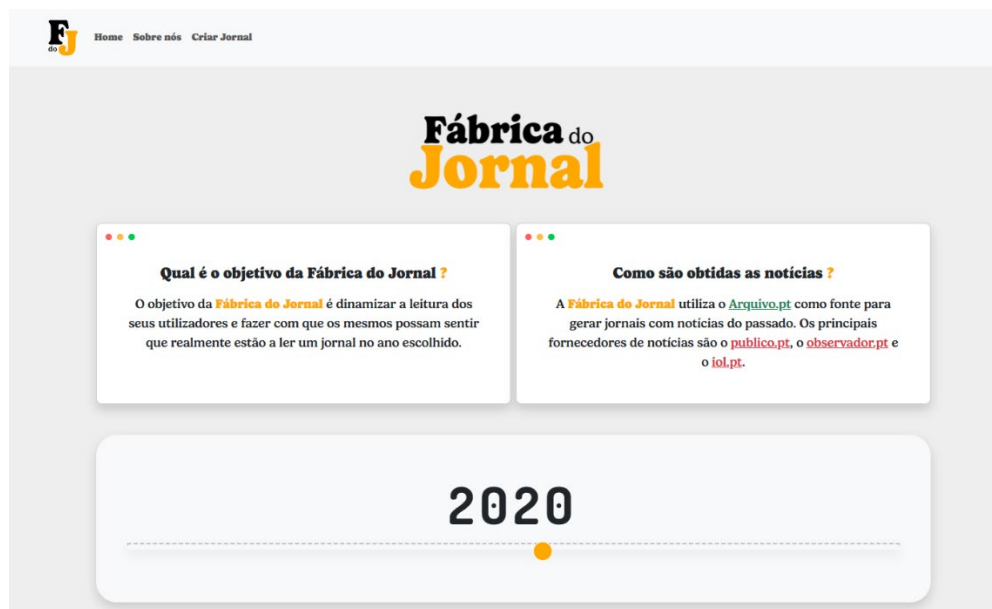 F
do J
Home Sobre nós Criar Jornal
Fábrica do
Jornal
Qual é o objetivo da Fábrica do Jornal ?
O objetivo da Fábrica do Jornal é dinamizar a leitura dos
seus utilizadores e fazer com que os mesmos possam sentir
que realmente estão a ler um jornal no ano escolhido.
Como são obtidas as notícias ?
A Fábrica do Jornal utiliza o Arquivo.pt como fonte para
gerar jornais com notícias do passado. Os principais
fornecedores de notícias são o publico.pt, o observador.pt e
o iol.pt.
2020